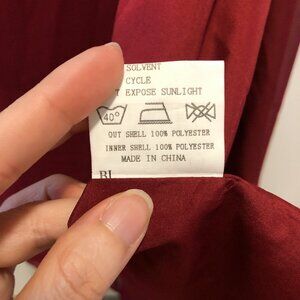 SOLVENT
CYCLE
EXPOSE SUNLIGHT
40°
OUT SHELL 100% POLYESTER
INNER SHELL 100% POLYESTER
MADE IN CHINA